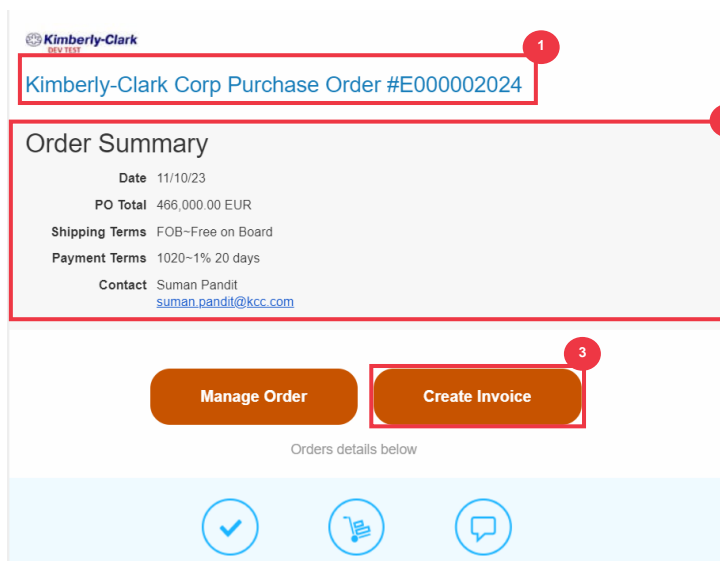 Kimberly-Clark
DEV TEST
1
Kimberly-Clark Corp Purchase Order #E000002024
Order Summary
Date 11/10/23
PO Total 466,000.00 EUR
Shipping Terms FOB~Free on Board
Payment Terms 1020~1% 20 days
Contact Suman Pandit
suman.pandit@kcc.com
3
Manage Order Create Invoice
Orders details below